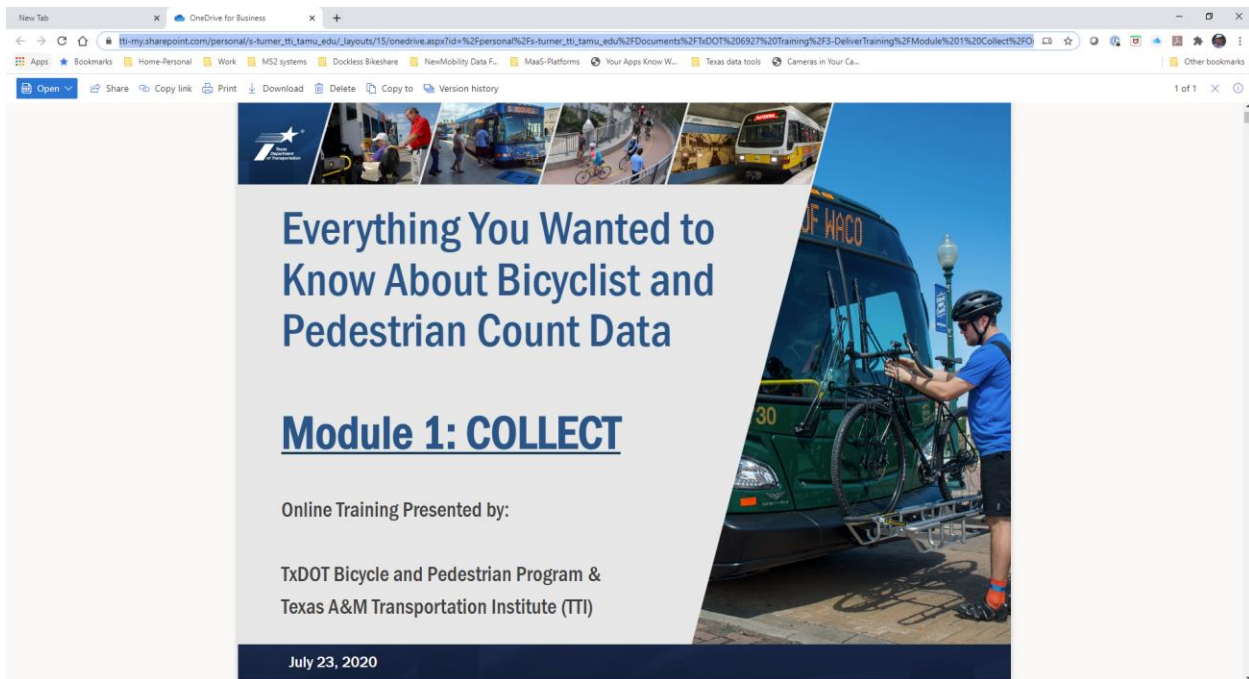 New Tab
OneDrive for Business
tti-my.sharepoint.com/personal/s-turner_tti_tamu_edu/_layouts/15/onedrive.aspx?id=%2Fpersonal%2Fs-turner_tti_tamu_edu%2FDocuments%2FTxDOT%206927%20Training%2F3-DeliverTraining%2FModule%201%20Collect%2FO
Apps Bookmarks Home-Personal Work MS2 systems Dockless Bikeshare NewMobility Data F... MaaS-Platforms Your Apps Know W... Texas data tools Cameras in Your Ca... Other bookmarks
Open Share Copy link Print Download Delete Copy to Version history 1 of 1
Texas
Department
of Transportation
OF WACO
30
Everything You Wanted to
Know About Bicyclist and
Pedestrian Count Data
Module 1: COLLECT
Online Training Presented by:
TxDOT Bicycle and Pedestrian Program &
Texas A&M Transportation Institute (TTI)
July 23, 2020